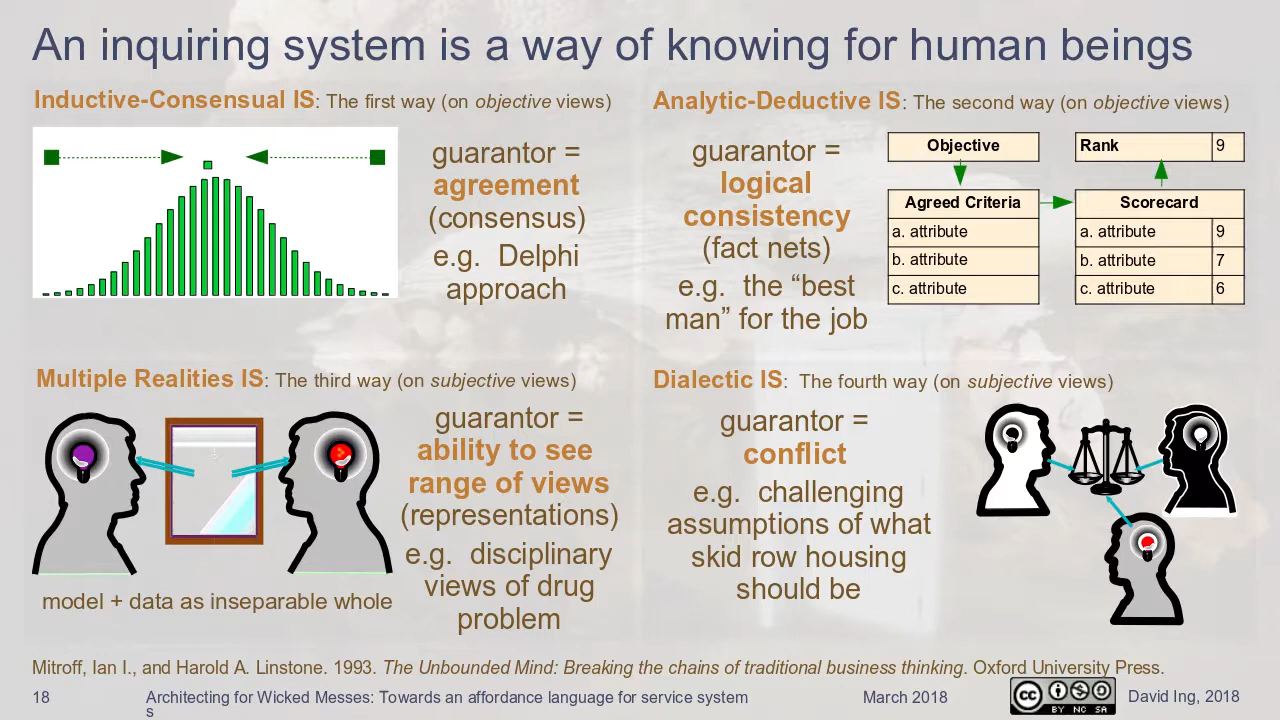 An inquiring system is a way of knowing for human beings
Inductive-Consensual IS: The first way (on objective views)
guarantor =
agreement
(consensus)
e.g. Delphi
approach
Analytic-Deductive IS: The second way (on objective views)
guarantor =
logical
consistency
(fact nets)
e.g. the “best
man” for the job
Objective
Agreed Criteria
a. attribute
b. attribute
c. attribute
Rank 9
Scorecard
a. attribute 9
b. attribute 7
c. attribute 6
Multiple Realities IS: The third way (on subjective views)
model + data as inseparable whole
guarantor =
ability to see
range of views
(representations)
e.g. disciplinary
views of drug
problem
Dialectic IS: The fourth way (on subjective views)
guarantor =
conflict
e.g. challenging
assumptions of what
skid row housing
should be
Mitroff, Ian I., and Harold A. Linstone. 1993. The Unbounded Mind: Breaking the chains of traditional business thinking. Oxford University Press.
18
Architecting for Wicked Messes: Towards an affordance language for service system
s
March 2018
cc
BY NC SA
David Ing, 2018